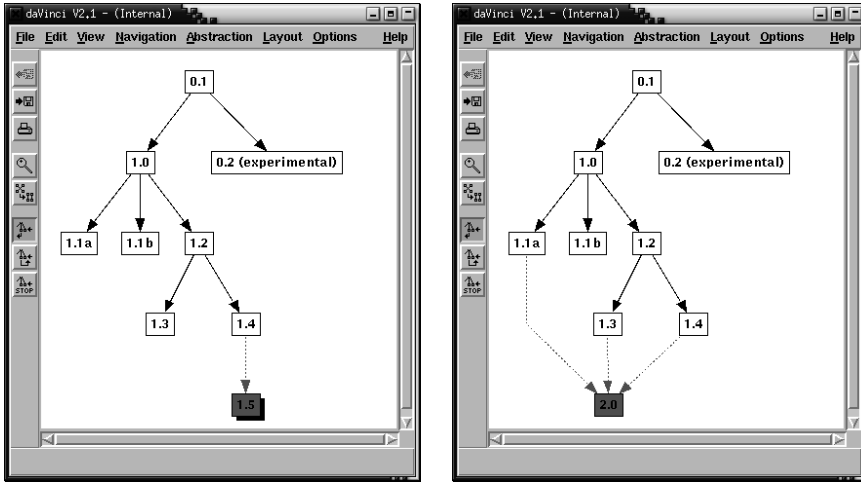 daVinci V2.1 - (Internal)
File Edit View Navigation Abstraction Layout Options Help
0.1
1.0
0.2 (experimental)
1.1a
1.1b
1.2
1.3
1.4
1.5
STOP
daVinci V2.1 - (Internal)
File Edit View Navigation Abstraction Layout Options Help
0.1
1.0
0.2 (experimental)
1.1a
1.1b
1.2
1.3
1.4
2.0
STOP